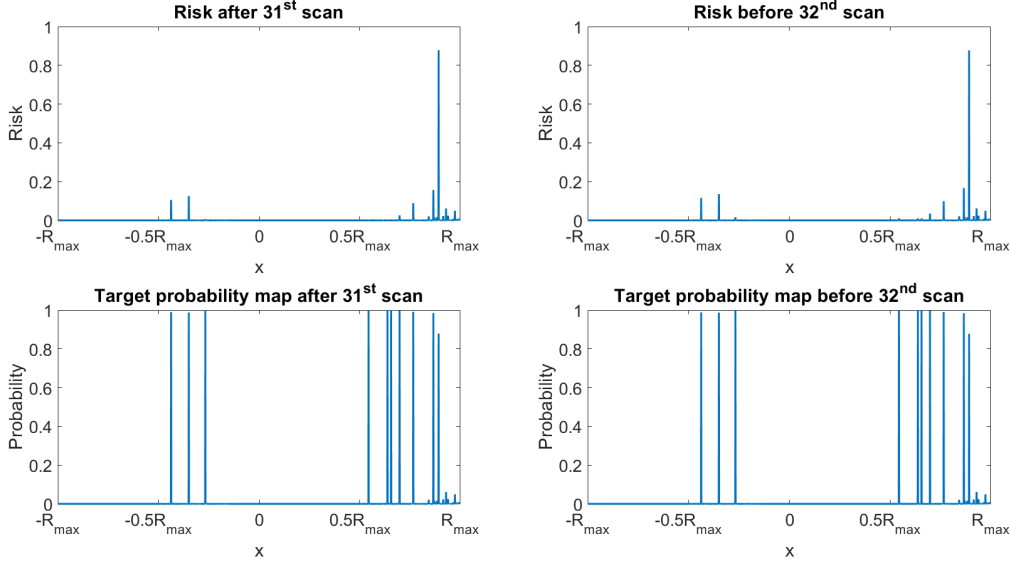 Risk after 31st scan
Risk
1
0.8
0.6
0.4
0.2
0
-Rmax
-0.5Rmax
0
0.5Rmax
Rmax
x
Risk before 32nd scan
Risk
1
0.8
0.6
0.4
0.2
0
-Rmax
-0.5Rmax
0
0.5Rmax
Rmax
x
Target probability map after 31st scan
Probability
1
0.8
0.6
0.4
0.2
0
-Rmax
-0.5Rmax
0
0.5Rmax
Rmax
x
Target probability map before 32nd scan
Probability
1
0.8
0.6
0.4
0.2
0
-Rmax
-0.5Rmax
0
0.5Rmax
Rmax
x